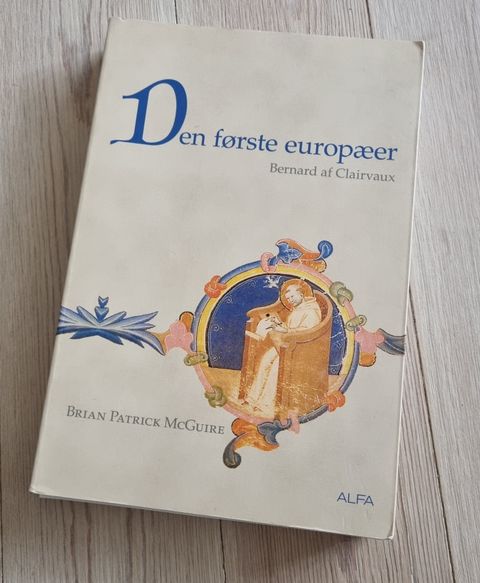 Den første europæer
Bernard af Clairvaux
BRIAN PATRICK MCGUIRE
ALFA